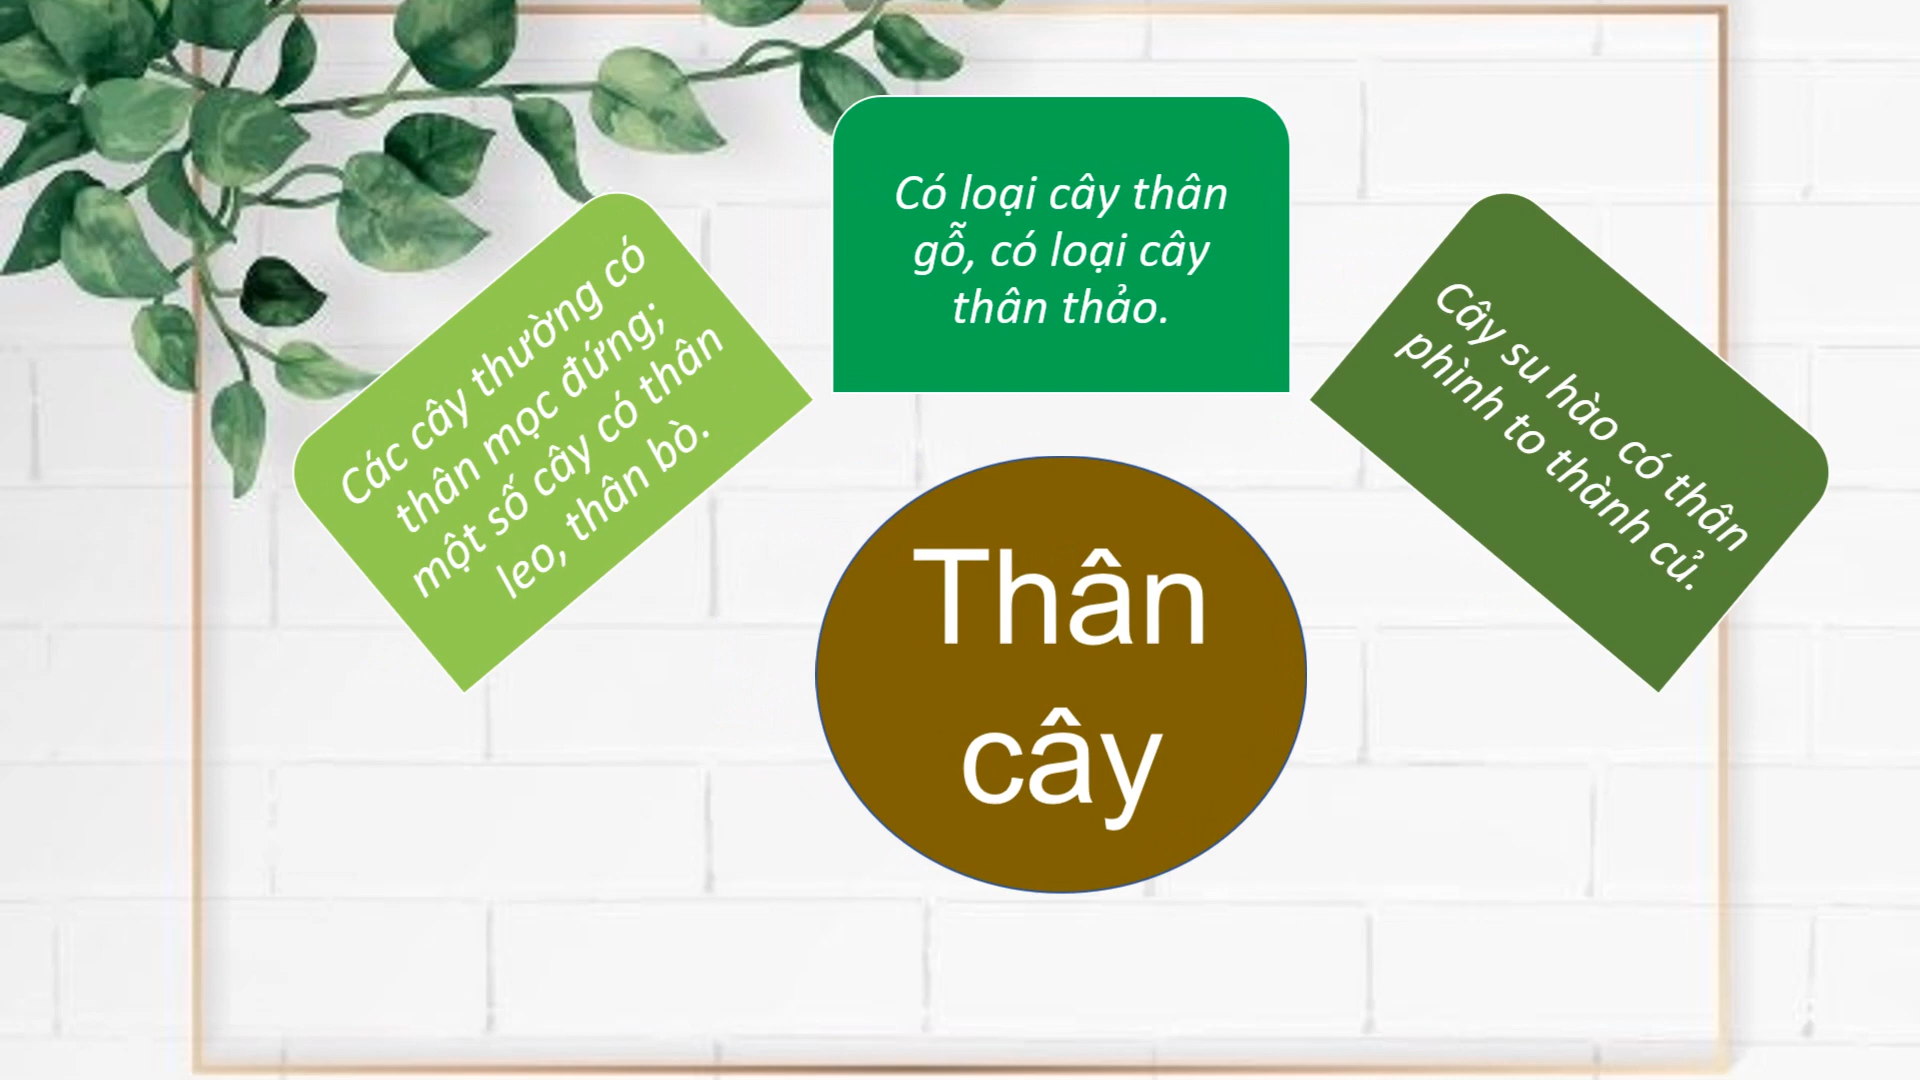 Các cây thường có
thân mọc đứng;
một số cây có thân
leo, thân bò.
Có loại cây thân
gỗ, có loại cây
thân thảo.
Cây su hào có thân
phình to thành củ.
Thân
cây